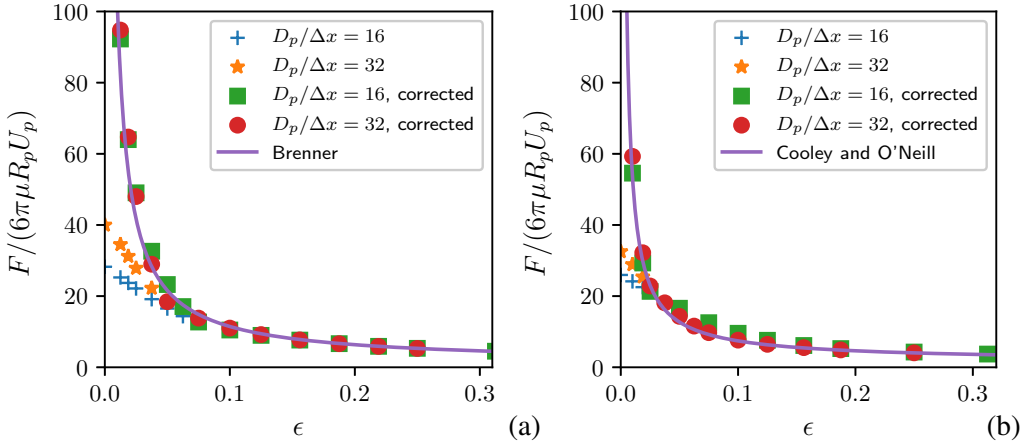 100
80
60
40
20
0
F/(6πμR_pU_p)
D_p/Δx = 16
D_p/Δx = 32
D_p/Δx = 16, corrected
D_p/Δx = 32, corrected
Brenner
0.0 0.1 0.2 0.3
ϵ
(a)
100
80
60
40
20
0
F/(6πμR_pU_p)
D_p/Δx = 16
D_p/Δx = 32
D_p/Δx = 16, corrected
D_p/Δx = 32, corrected
Cooley and O'Neill
0.0 0.1 0.2 0.3
ϵ
(b)